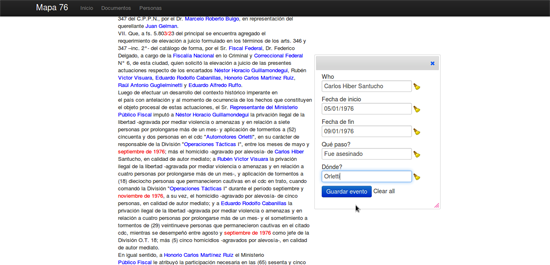 Mapa 76 Inicio Documentos Personas
347 del C.P.P.N., por el Dr. Marcelo Roberto Buigo, en representación del
querellante Juan Gelman.
VII. Que, a fs. 5.803/23 del principal se encuentra agregado el
requerimiento de elevación a juicio formulado en los términos de los arts. 346 y
347 –inc. 2°- del catálogo de forma, por el Sr. Fiscal Federal, Dr. Federico
Delgado, a cargo de la Fiscalía Nacional en lo Criminal y Correccional Federal
N° 6, de esta ciudad, quien solicitó la elevación a juicio de las presentes
actuaciones respecto de los encartados Néstor Horacio Guillamondegui, Rubén
Víctor Visuara, Eduardo Rodolfo Cabanillas, Honorio Carlos Martínez Ruiz,
Raúl Antonio Guglielminetti y Eduardo Alfredo Ruffo.
Luego de efectuar un desarrollo del contexto histórico imperante en
el país con antelación y al momento de ocurrencia de los hechos que constituyen
el objeto procesal de estas actuaciones, el Sr. Representante del Ministerio
Público Fiscal imputó a Néstor Horacio Guillamondegui la privación ilegal de la
libertad -agravada por mediar violencia o amenazas y en relación a siete
personas por prolongarse más de un mes- y aplicación de tormentos a (52)
cincuenta y dos personas en el cdc "Automotores Orletti", en su carácter de
responsable de la División "Operaciones Tácticas I", entre los meses de mayo y
septiembre de 1976; más el homicidio -agravado por alevosía- de Carlos Híber
Santucho, en calidad de autor mediato; a Rubén Víctor Visuara la privación
ilegal de la libertad -agravada por mediar violencia o amenazas y en relación a
cuatro personas por prolongarse más de un mes- y aplicación de tormentos a
(18) dieciocho personas que permanecieron cautivas en el cdc en trato, cuando
comandó la División "Operaciones Tácticas I" durante el período septiembre y
noviembre de 1976, a su vez, el homicidio -agravado por alevosía- de cinco
personas, en calidad de autor mediato; y a Eduardo Rodolfo Cabanillas la
privación ilegal de la libertad -agravada por mediar violencia o amenazas y en
relación a cuatro personas por prolongarse más de un mes- y el sometimiento a
tormentos de (29) veintinueve personas que permanecieron cautivas en el citado
cdc, mientras se desempeñó entre agosto y septiembre de 1976 como jefe de la
División O.T. 18; más (5) cinco homicidios -agravados por alevosía-, en calidad
de autor mediato.
En igual sentido, a Honorio Carlos Martínez Ruiz el Ministerio
Público Fiscal le atribuyó la participación necesaria en las (65) sesenta y cinco
Who
Carlos Híber Santucho
Fecha de inicio
05/01/1976
Fecha de fin
09/01/1976
Qué paso?
Fue asesinado
Dónde?
Orletti
Guardar evento Clear all